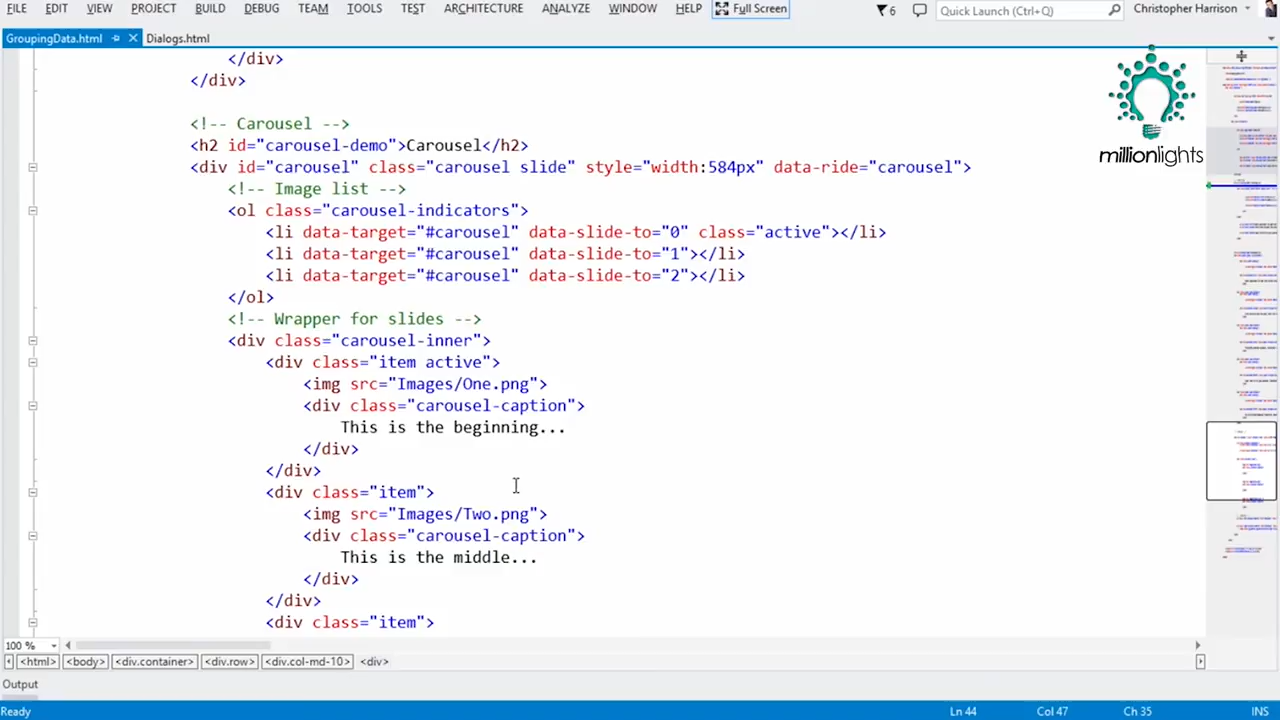 FILE EDIT VIEW PROJECT BUILD DEBUG TEAM TOOLS TEST ARCHITECTURE ANALYZE WINDOW HELP Full Screen 6 Quick Launch (Ctrl+Q) Christopher Harrison
GroupingData.html Dialogs.html
</div>
</div>
<!-- Carousel -->
<h2 id="carousel-demo">Carousel</h2>
<div id="carousel" class="carousel slide" style="width:584px" data-ride="carousel">
<!-- Image list -->
<ol class="carousel-indicators">
<li data-target="#carousel" data-slide-to="0" class="active"></li>
<li data-target="#carousel" data-slide-to="1"></li>
<li data-target="#carousel" data-slide-to="2"></li>
</ol>
<!-- Wrapper for slides -->
<div class="carousel-inner">
<div class="item active">
<img src="Images/One.png">
<div class="carousel-caption">
This is the beginning...
</div>
</div>
<div class="item">
<img src="Images/Two.png">
<div class="carousel-caption">
This is the middle...
</div>
</div>
<div class="item">
millionlights
100 %
<html> <body> <div.container> <div.row> <div.col-md-10> <div>
Output
Ready Ln 44 Col 47 Ch 35 INS